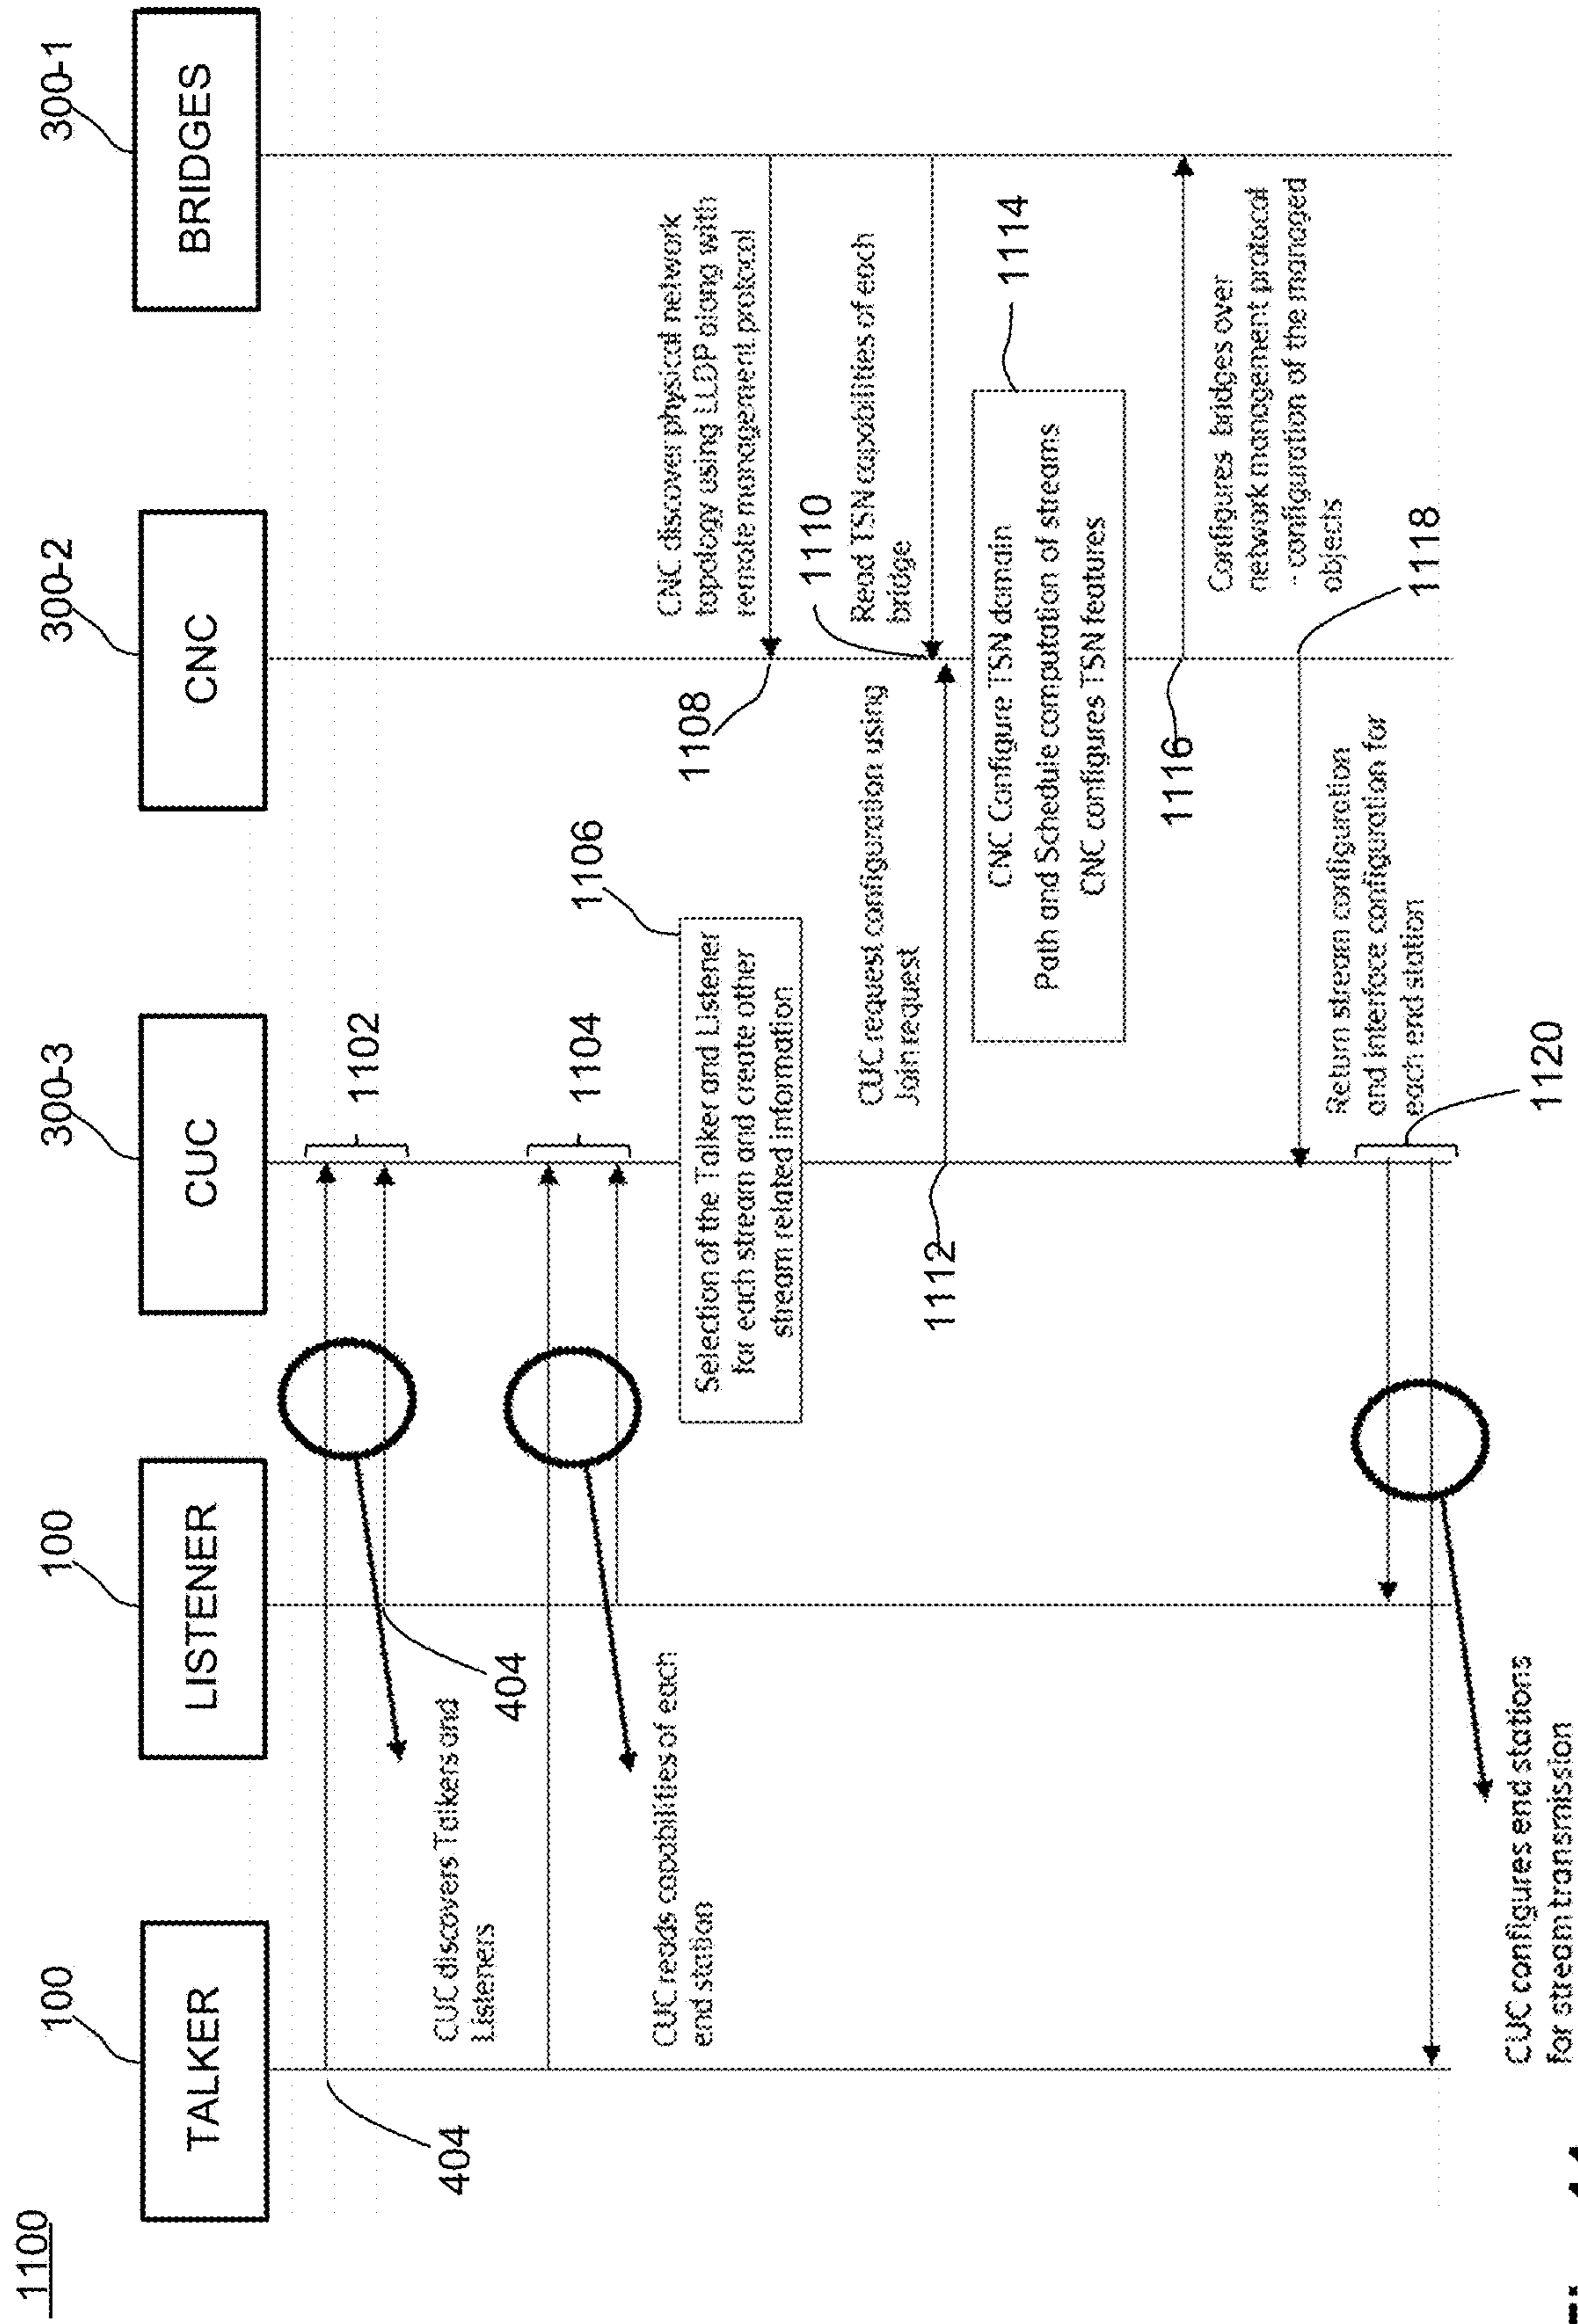 1100
100
100
300-3
300-2
300-1
TALKER
LISTENER
CUC
CNC
BRIDGES
404
404
1102
CUC discovers Talkers and
Listeners
1104
CUC reads capabilities of each
end station
1106
Selection of the Talker and Listener
for each stream and create other
stream related information
1108
CNC discover physical network
topology using LLDP along with
remote management protocol
1110
Read TSN capabilities of each
bridge
CUC request configuration using
Join request
1112
1114
CNC Configure TSN domain
Path and Schedule computation of streams
CNC configures TSN features
1116
Configures bridges over
network management protocol
- configuration of the managed
objects
1118
Return stream configuration
and interface configuration for
each end station
1120
CUC configures end stations
for stream transmission